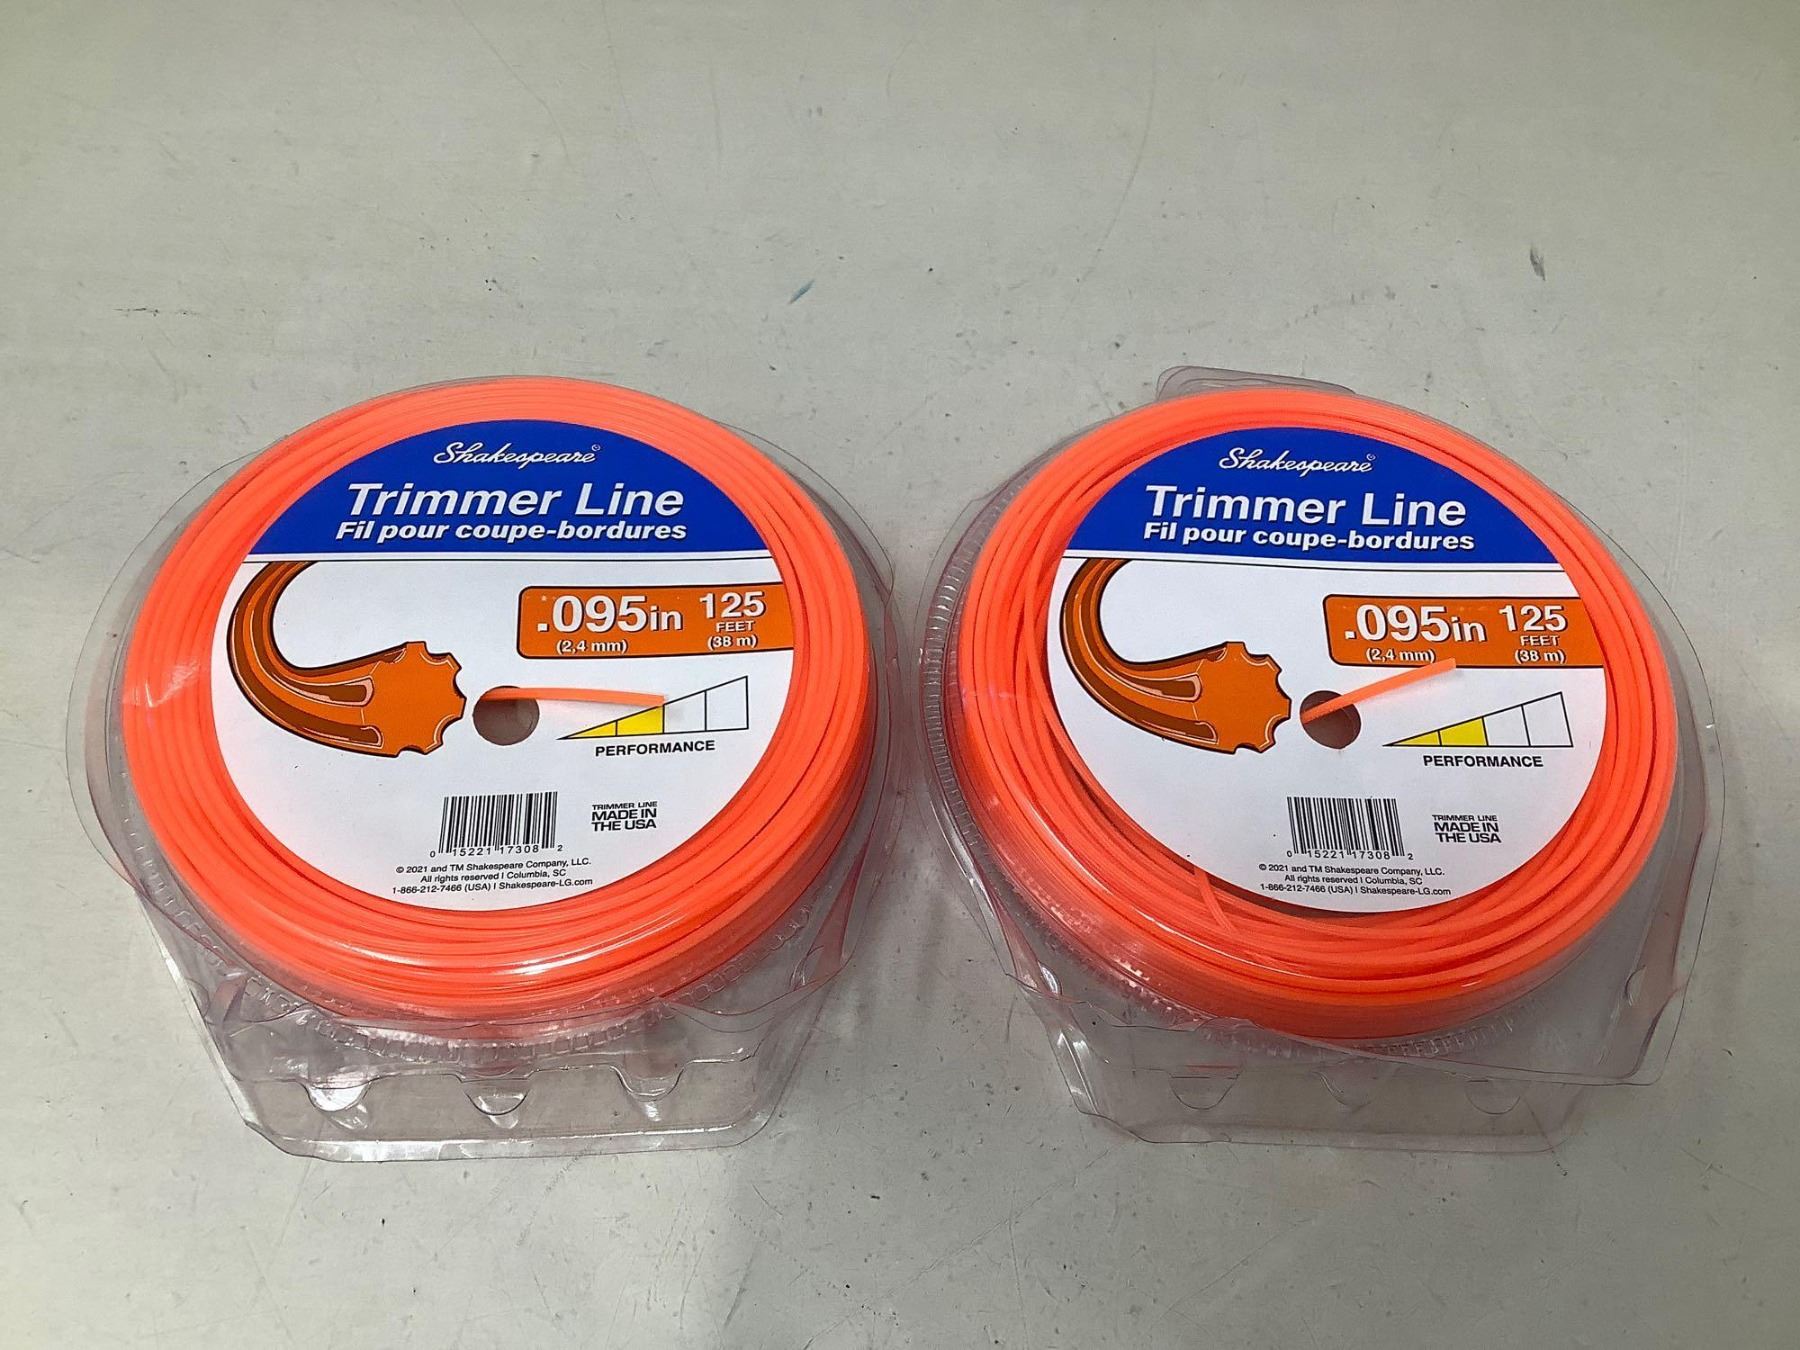 Shakespeare®
Trimmer Line
Fil pour coupe-bordures
.095in 125
FEET
(2,4 mm) (38 m)
PERFORMANCE
TRIMMER LINE
MADE IN
THE USA
0 15221 17308 2
© 2021 and TM Shakespeare Company, LLC.
All rights reserved | Columbia, SC
1-866-212-7466 (USA) | Shakespeare-LG.com
Shakespeare®
Trimmer Line
Fil pour coupe-bordures
.095in 125
FEET
(2,4 mm) (38 m)
PERFORMANCE
TRIMMER LINE
MADE IN
THE USA
0 15221 17308 2
© 2021 and TM Shakespeare Company, LLC.
All rights reserved | Columbia, SC
1-866-212-7466 (USA) | Shakespeare-LG.com